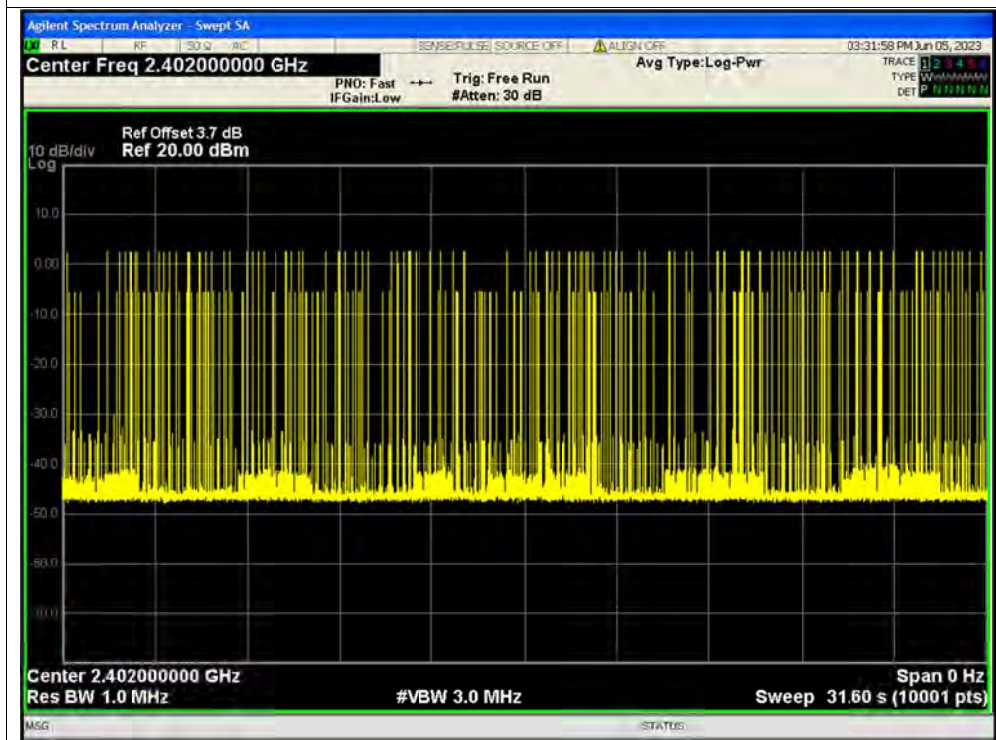 Agilent Spectrum Analyzer - Swept SA
LXI RL RF 50 Ω AC SENSE:PULSE SOURCE OFF ALIGN OFF 03:31:58 PM Jun 05, 2023
Center Freq 2.402000000 GHz
PNO: Fast
IFGain:Low
Trig: Free Run
#Atten: 30 dB
Avg Type: Log-Pwr
TRACE 1 2 3 4 5 6
TYPE W
DET P N N N N N
Ref Offset 3.7 dB
10 dB/div Ref 20.00 dBm
Log
10.0
0.00
-10.0
-20.0
-30.0
-40.0
-50.0
-60.0
Center 2.402000000 GHz Span 0 Hz
Res BW 1.0 MHz #VBW 3.0 MHz Sweep 31.60 s (10001 pts)
MSG STATUS